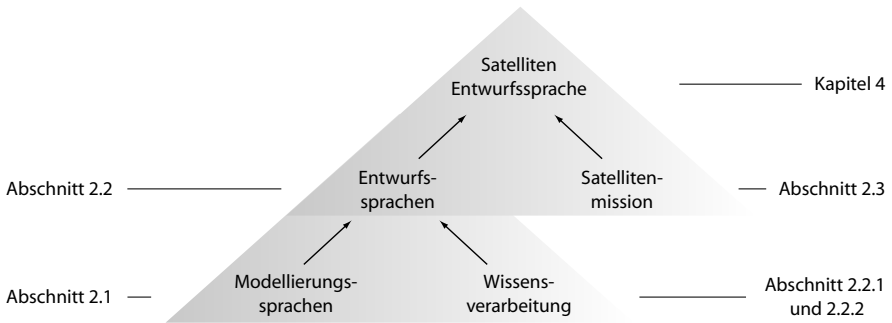 Satelliten
Entwurfssprache
Kapitel 4
Abschnitt 2.2
Entwurfs-
sprachen
Satelliten-
mission
Abschnitt 2.3
Abschnitt 2.1
Modellierungs-
sprachen
Wissens-
verarbeitung
Abschnitt 2.2.1
und 2.2.2